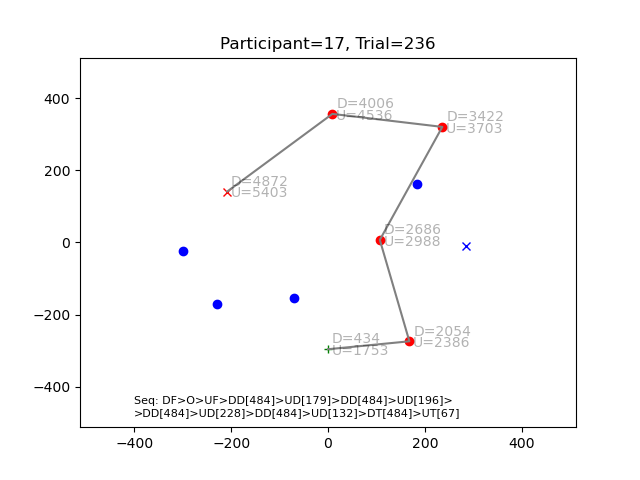 Participant=17, Trial=236
400
200
0
−200
−400
−400
−200
0
200
400
D=4006
U=4536
D=3422
U=3703
D=4872
U=5403
D=2686
U=2988
D=2054
U=2386
D=434
U=1753
Seq: DF>O>UF>DD[484]>UD[179]>DD[484]>UD[196]>
>DD[484]>UD[228]>DD[484]>UD[132]>DT[484]>UT[67]